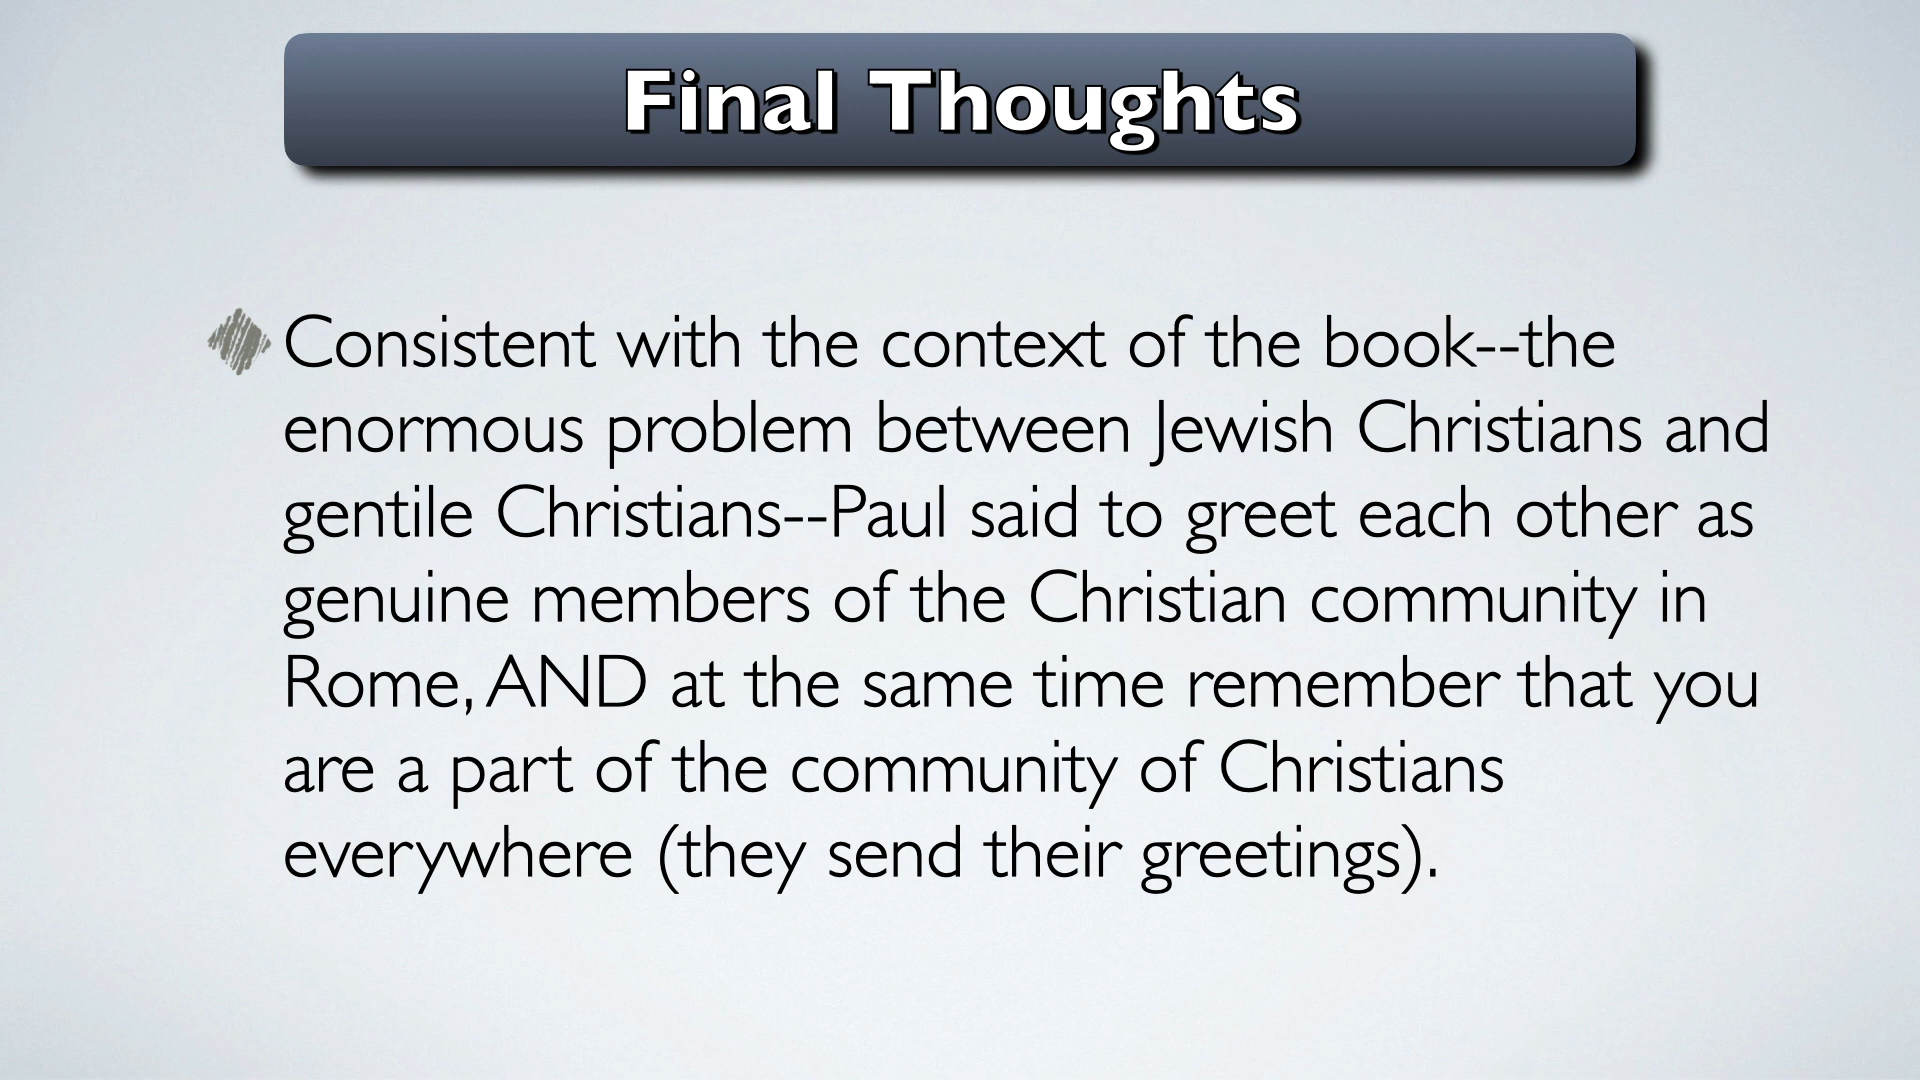 Final Thoughts
Consistent with the context of the book--the
enormous problem between Jewish Christians and
gentile Christians--Paul said to greet each other as
genuine members of the Christian community in
Rome, AND at the same time remember that you
are a part of the community of Christians
everywhere (they send their greetings).